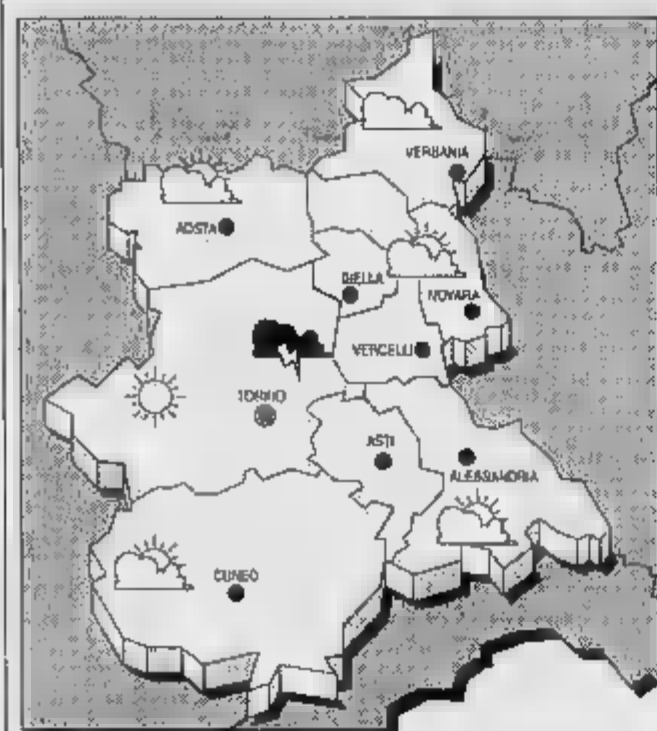 VERBANIA
AOSTA
BIELLA
NOVARA
VERCELLI
TORINO
ASTI
ALESSANDRIA
CUNEO